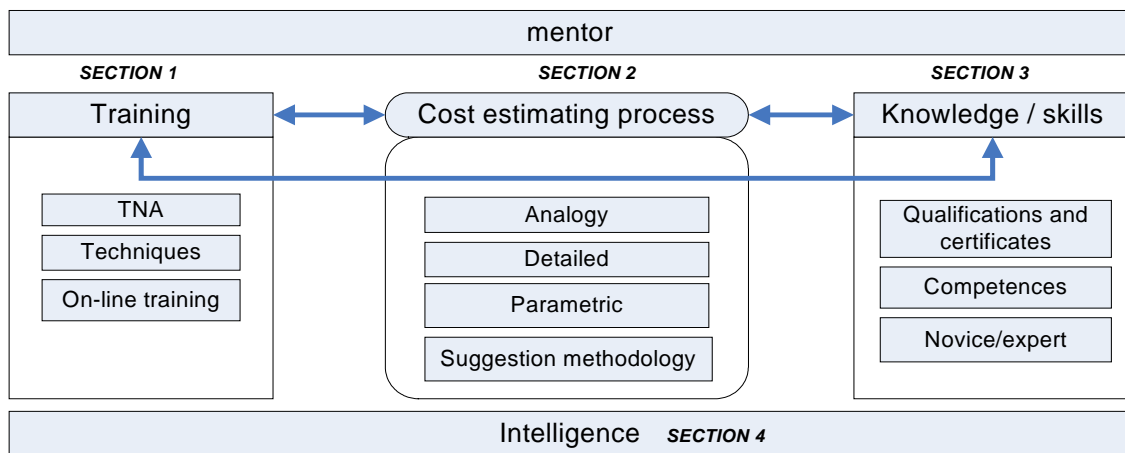 mentor
SECTION 1
SECTION 2
SECTION 3
Training
Cost estimating process
Knowledge / skills
TNA
Techniques
On-line training
Analogy
Detailed
Parametric
Suggestion methodology
Qualifications and
certificates
Competences
Novice/expert
Intelligence SECTION 4